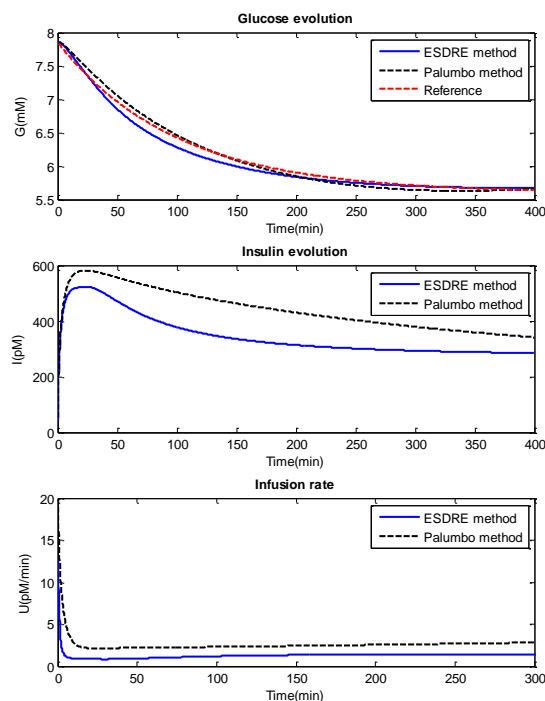 Glucose evolution
8
7.5
7
6.5
6
5.5
G(mM)
ESDRE method
Palumbo method
Reference
0 50 100 150 200 250 300 350 400
Time(min)
Insulin evolution
600
400
200
0
I(pM)
ESDRE method
Palumbo method
0 50 100 150 200 250 300 350 400
Time(min)
Infusion rate
20
15
10
5
0
U(pM/min)
ESDRE method
Palumbo method
0 50 100 150 200 250 300
Time(min)